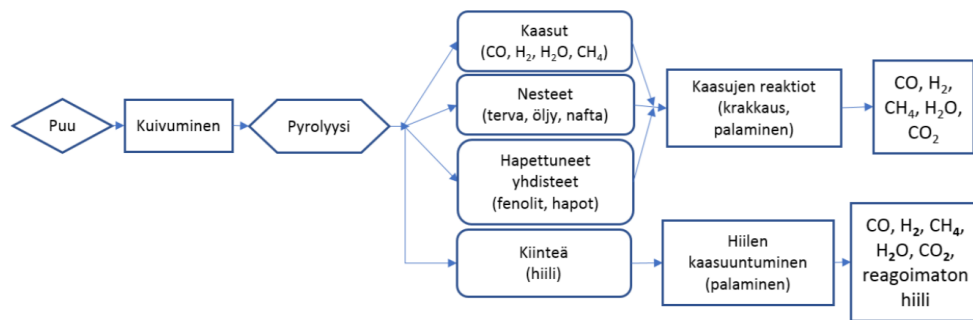 Puu
Kuivuminen
Pyrolyysi
Kaasut
(CO, H₂, H₂O, CH₄)
Nesteet
(terva, öljy, nafta)
Hapettuneet
yhdisteet
(fenolit, hapot)
Kiinteä
(hiili)
Kaasujen reaktiot
(krakkaus,
palaminen)
CO, H₂,
CH₄, H₂O,
CO₂
Hiilen
kaasuuntuminen
(palaminen)
CO, H₂, CH₄,
H₂O, CO₂,
reagoimaton
hiili